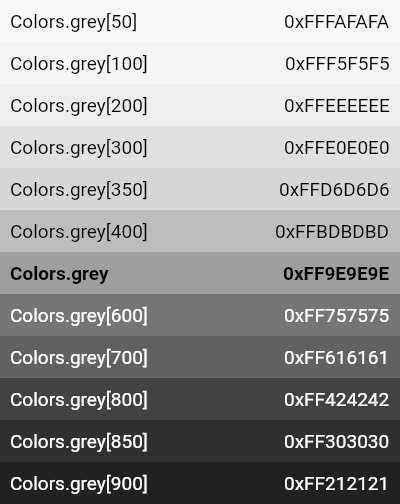 Colors.grey[50] 0xFFFAFAFA
Colors.grey[100] 0xFFF5F5F5
Colors.grey[200] 0xFFEEEEEE
Colors.grey[300] 0xFFE0E0E0
Colors.grey[350] 0xFFD6D6D6
Colors.grey[400] 0xFFBDBDBD
Colors.grey 0xFF9E9E9E
Colors.grey[600] 0xFF757575
Colors.grey[700] 0xFF616161
Colors.grey[800] 0xFF424242
Colors.grey[850] 0xFF303030
Colors.grey[900] 0xFF212121